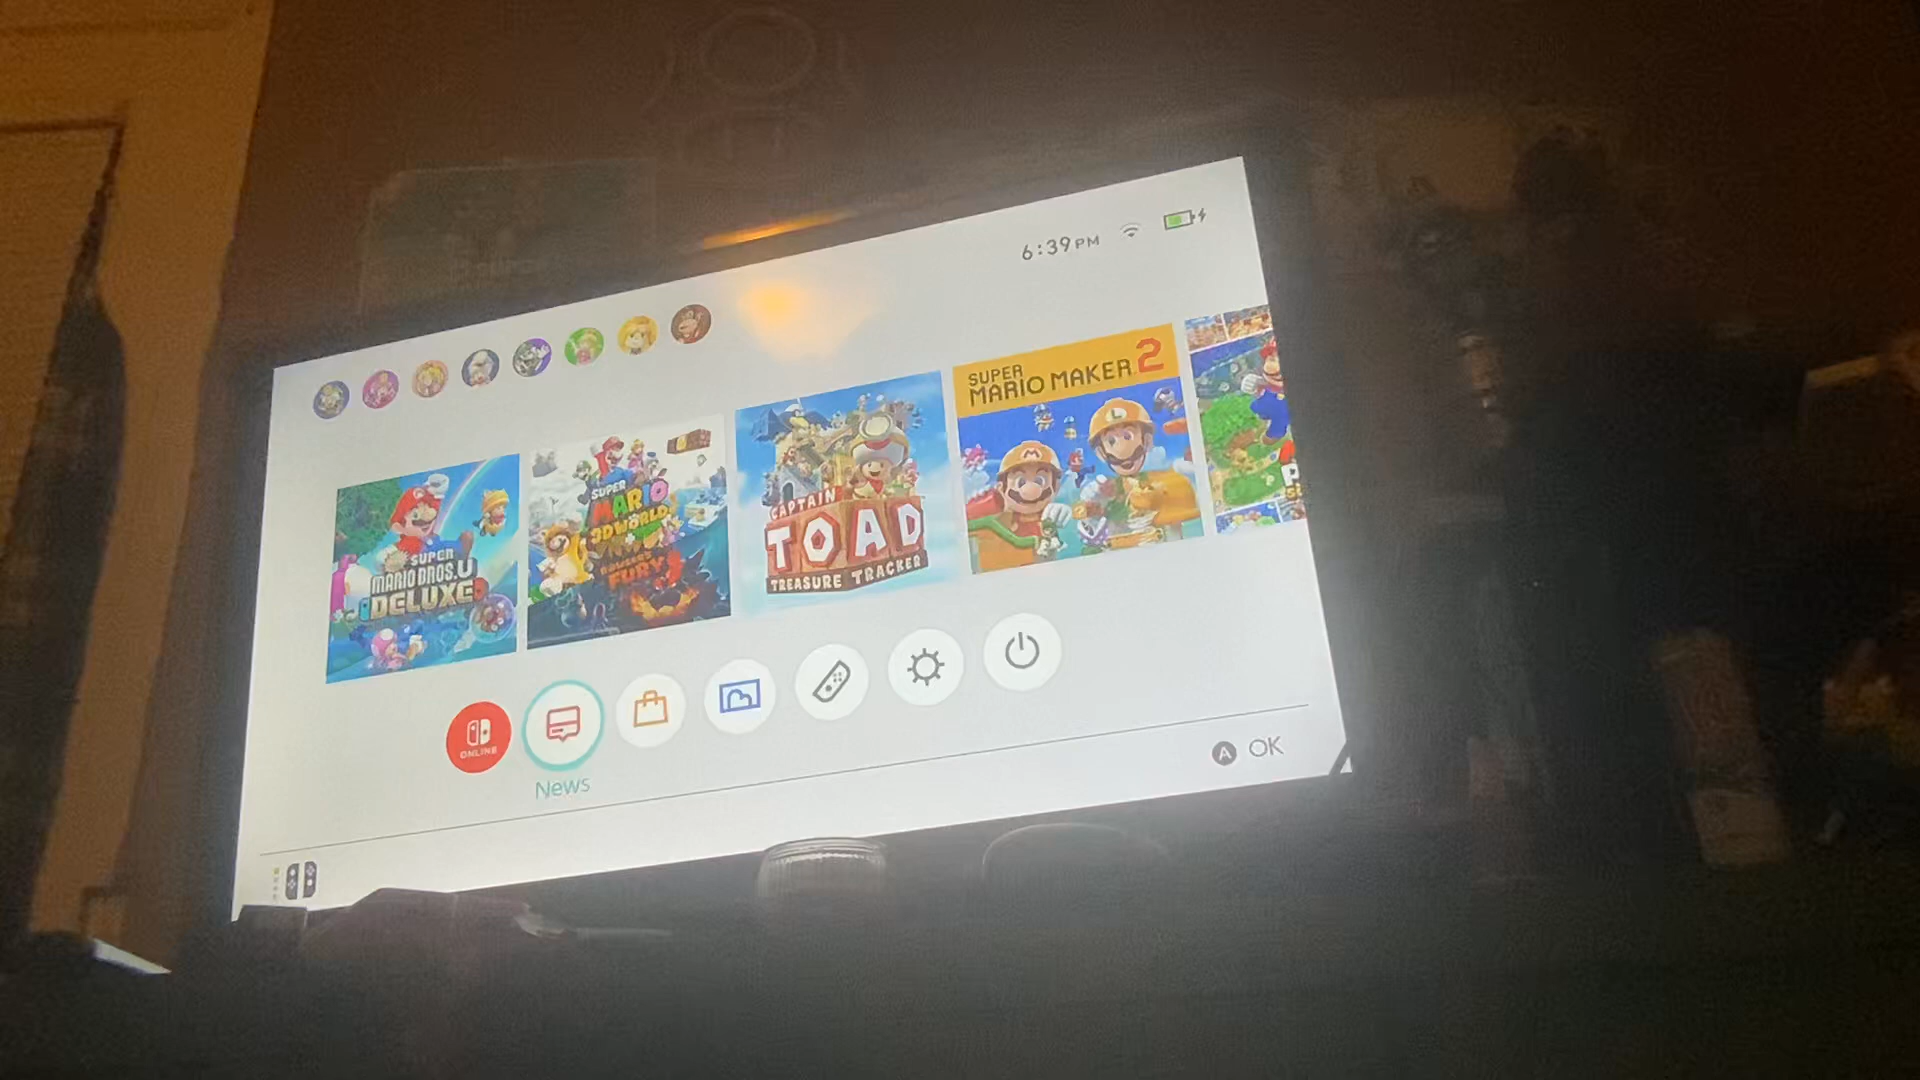 6:39 PM
SUPER
MARIO BROS. U
DELUXE
SUPER
MARIO
3D WORLD
+
BOWSER'S
FURY
CAPTAIN
TOAD
TREASURE TRACKER
SUPER
MARIO MAKER 2
M
L
ONLINE
News
A OK